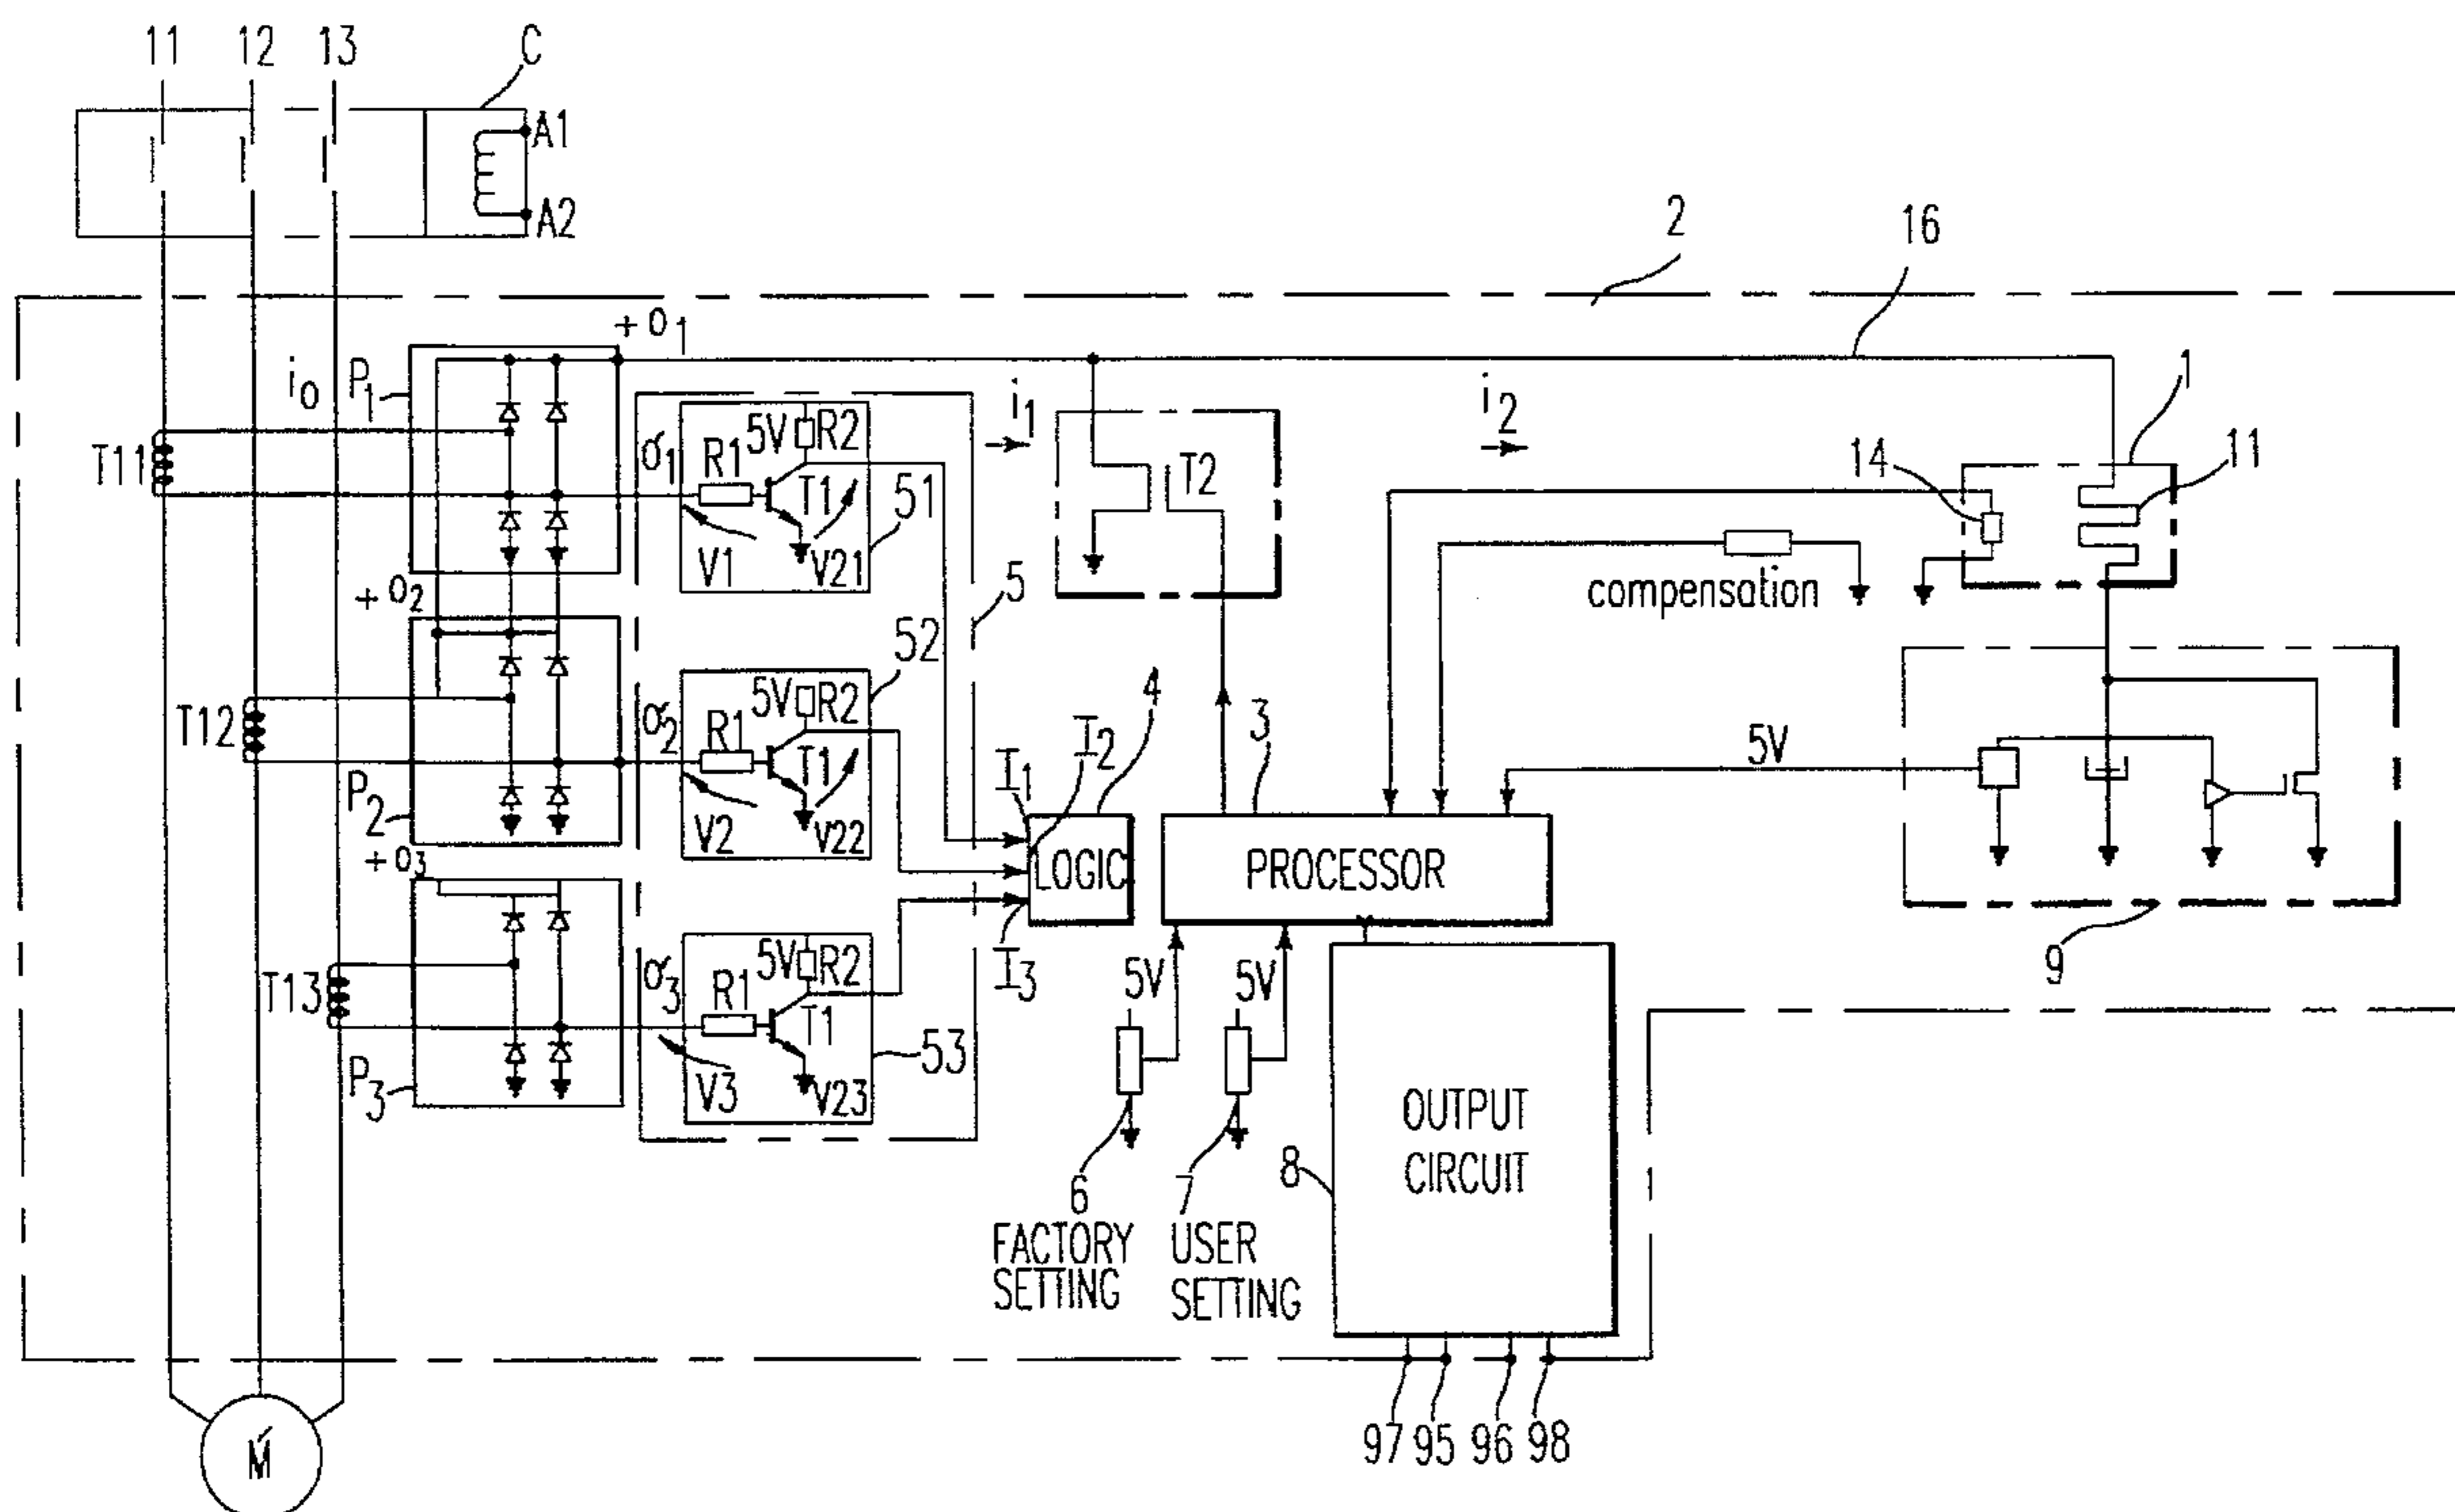 11 12 13 C
A1
A2
2
16
+ o1
i0
P1
T11
σ1
R1
5V
R2
T1
V1
V21
51
i1
T2
i2
1
14
11
compensation
+ o2
5
52
σ2
R1
5V
R2
T1
V2
V22
T12
P2
+ o3
4
3
I1
I2
I3
LOGIC
PROCESSOR
5V
9
T13
P3
σ3
R1
5V
R2
T1
V3
V23
53
5V
5V
6
FACTORY
SETTING
7
USER
SETTING
8
OUTPUT
CIRCUIT
97 95 96 98
M